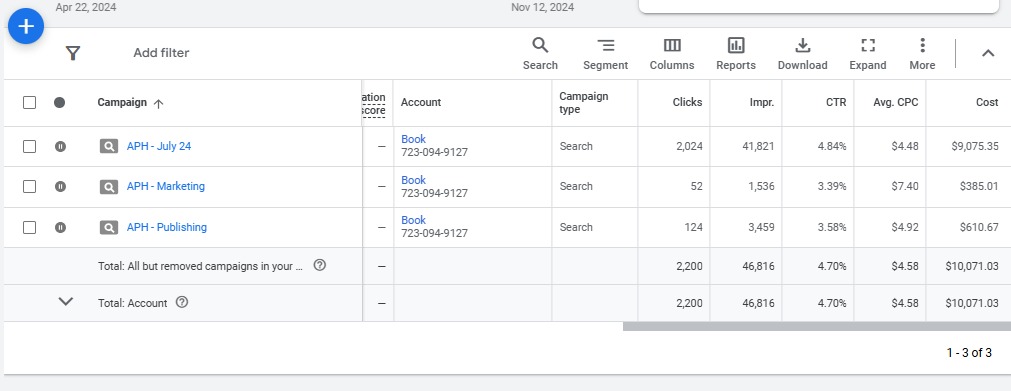 Apr 22, 2024 Nov 12, 2024
Add filter
Search Segment Columns Reports Download Expand More
Campaign ation score Account Campaign type Clicks Impr. CTR Avg. CPC Cost
APH - July 24 — Book 723-094-9127 Search 2,024 41,821 4.84% $4.48 $9,075.35
APH - Marketing — Book 723-094-9127 Search 52 1,536 3.39% $7.40 $385.01
APH - Publishing — Book 723-094-9127 Search 124 3,459 3.58% $4.92 $610.67
Total: All but removed campaigns in your ... — 2,200 46,816 4.70% $4.58 $10,071.03
Total: Account — 2,200 46,816 4.70% $4.58 $10,071.03
1 - 3 of 3